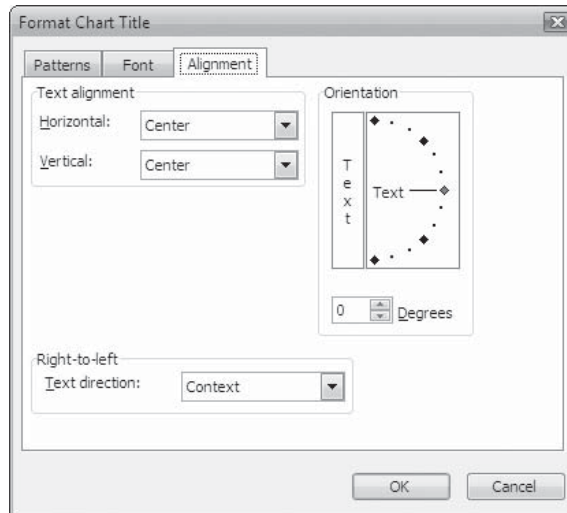 Format Chart Title
Patterns Font Alignment
Text alignment
Horizontal: Center
Vertical: Center
Orientation
Text
Text
0 Degrees
Right-to-left
Text direction: Context
OK Cancel